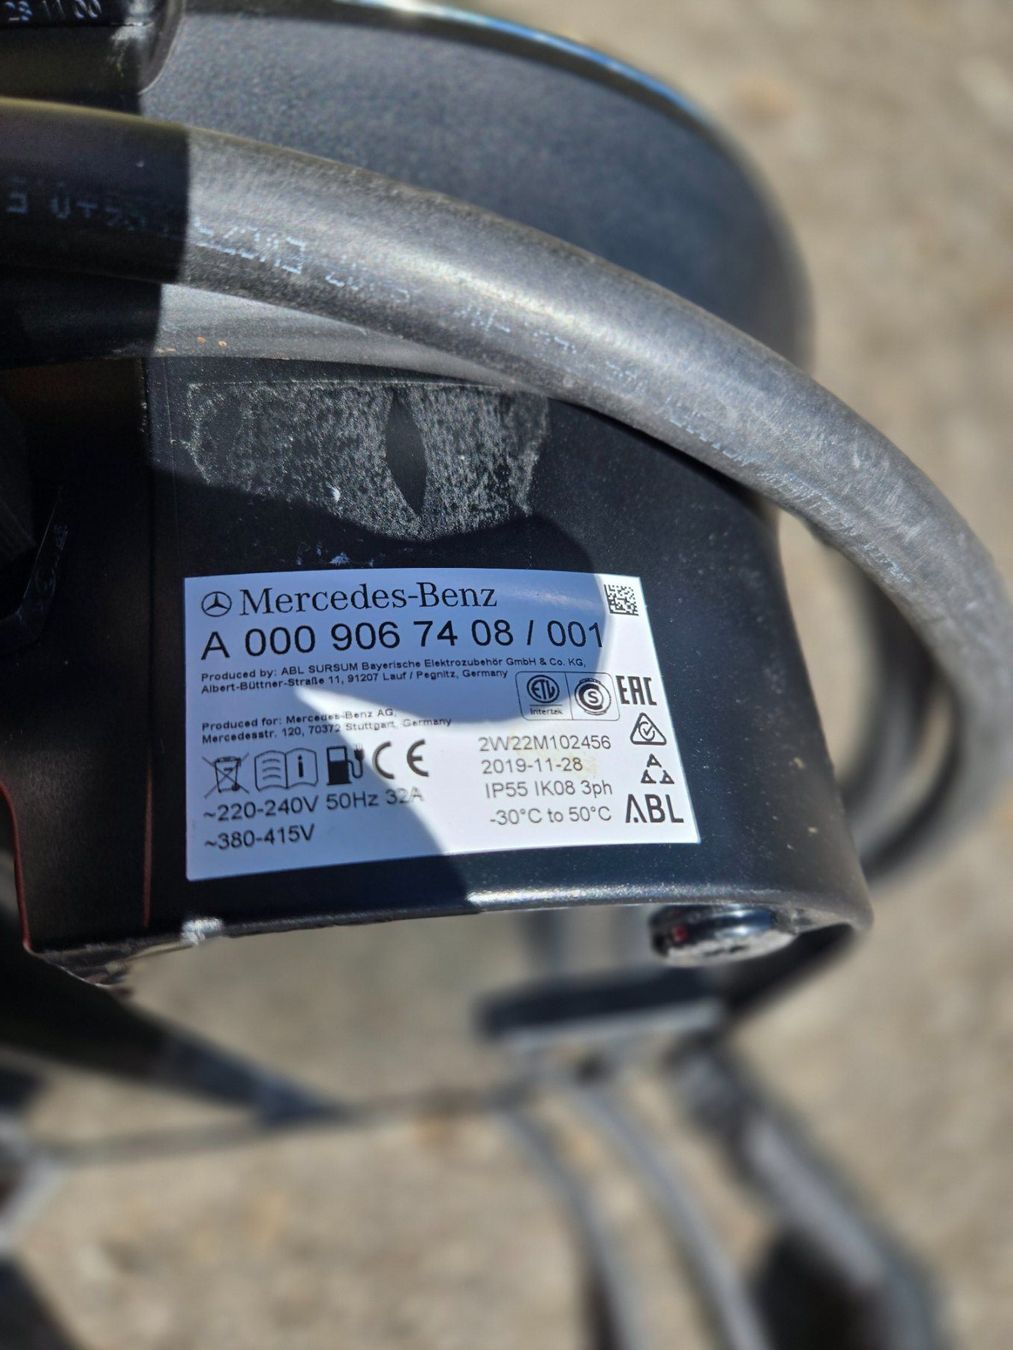 Mercedes-Benz
A 000 906 74 08 / 001
Produced by: ABL SURSUM Bayerische Elektrozubehör GmbH & Co. KG,
Albert-Büttner-Straße 11, 91207 Lauf / Pegnitz, Germany
ETL
Intertek
S
EAC
Produced for: Mercedes-Benz AG,
Mercedesstr. 120, 70372 Stuttgart, Germany
CE
2W22M102456
2019-11-28
IP55 IK08 3ph
-30°C to 50°C
ABL
~220-240V 50Hz 32A
~380-415V